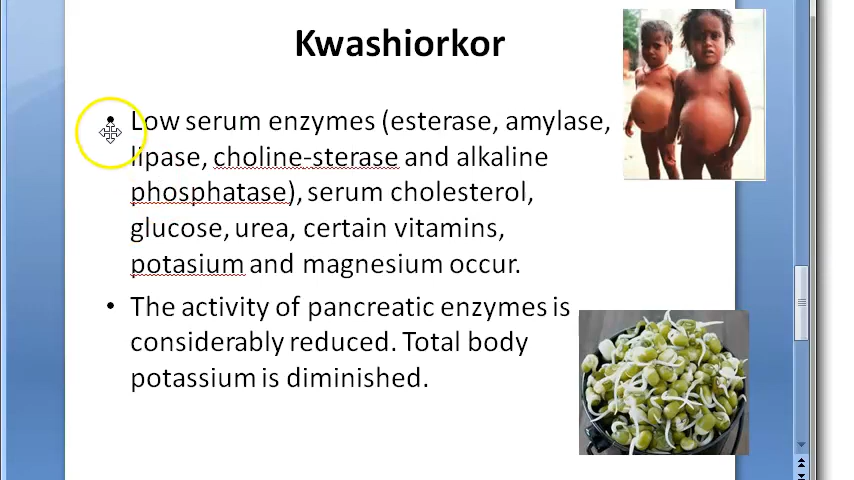 Kwashiorkor
• Low serum enzymes (esterase, amylase,
lipase, choline-sterase and alkaline
phosphatase), serum cholesterol,
glucose, urea, certain vitamins,
potasium and magnesium occur.
• The activity of pancreatic enzymes is
considerably reduced. Total body
potassium is diminished.